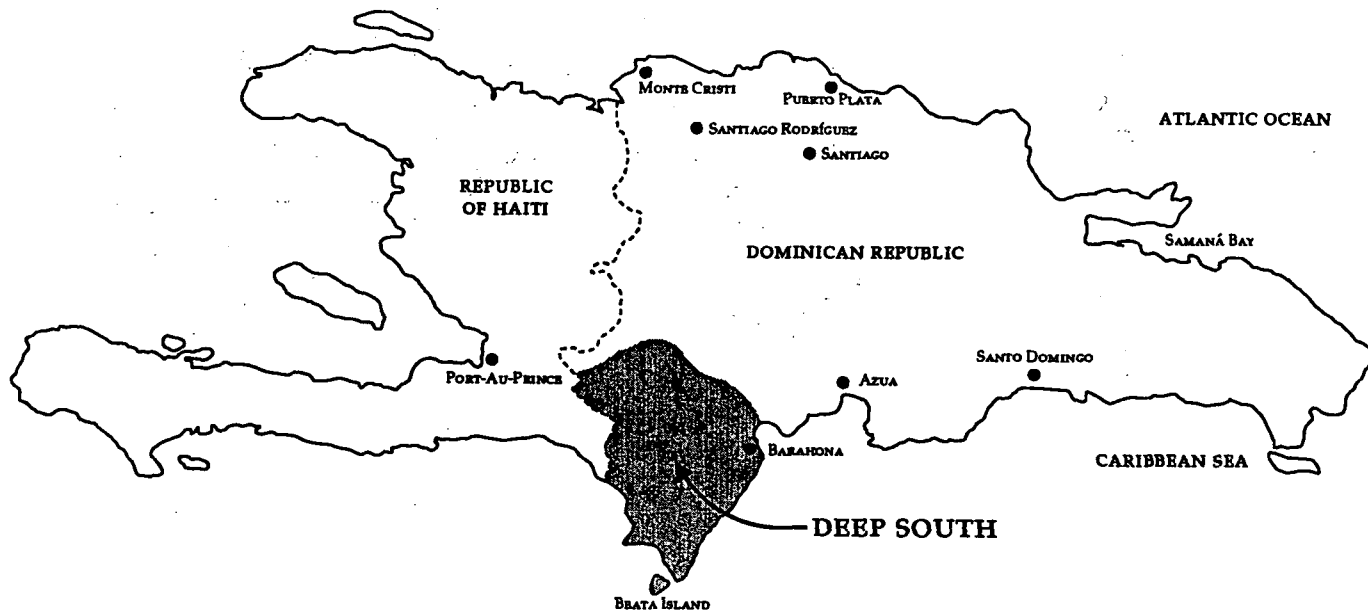 MONTE CRISTI
PUERTO PLATA
ATLANTIC OCEAN
SANTIAGO RODRÍGUEZ
SANTIAGO
REPUBLIC
OF HAITI
SAMANÁ BAY
DOMINICAN REPUBLIC
SANTO DOMINGO
PORT-AU-PRINCE
AZUA
BARAHONA
CARIBBEAN SEA
DEEP SOUTH
BEATA ISLAND